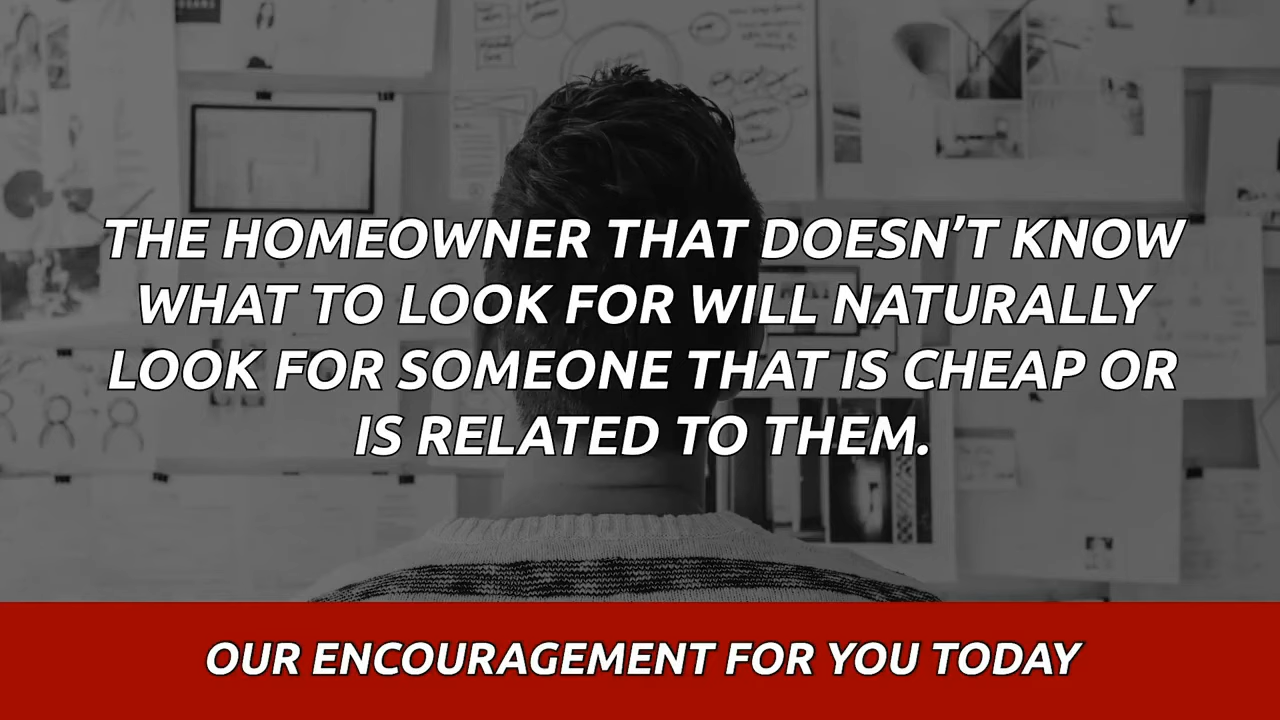 THE HOMEOWNER THAT DOESN’T KNOW
WHAT TO LOOK FOR WILL NATURALLY
LOOK FOR SOMEONE THAT IS CHEAP OR
IS RELATED TO THEM.
OUR ENCOURAGEMENT FOR YOU TODAY